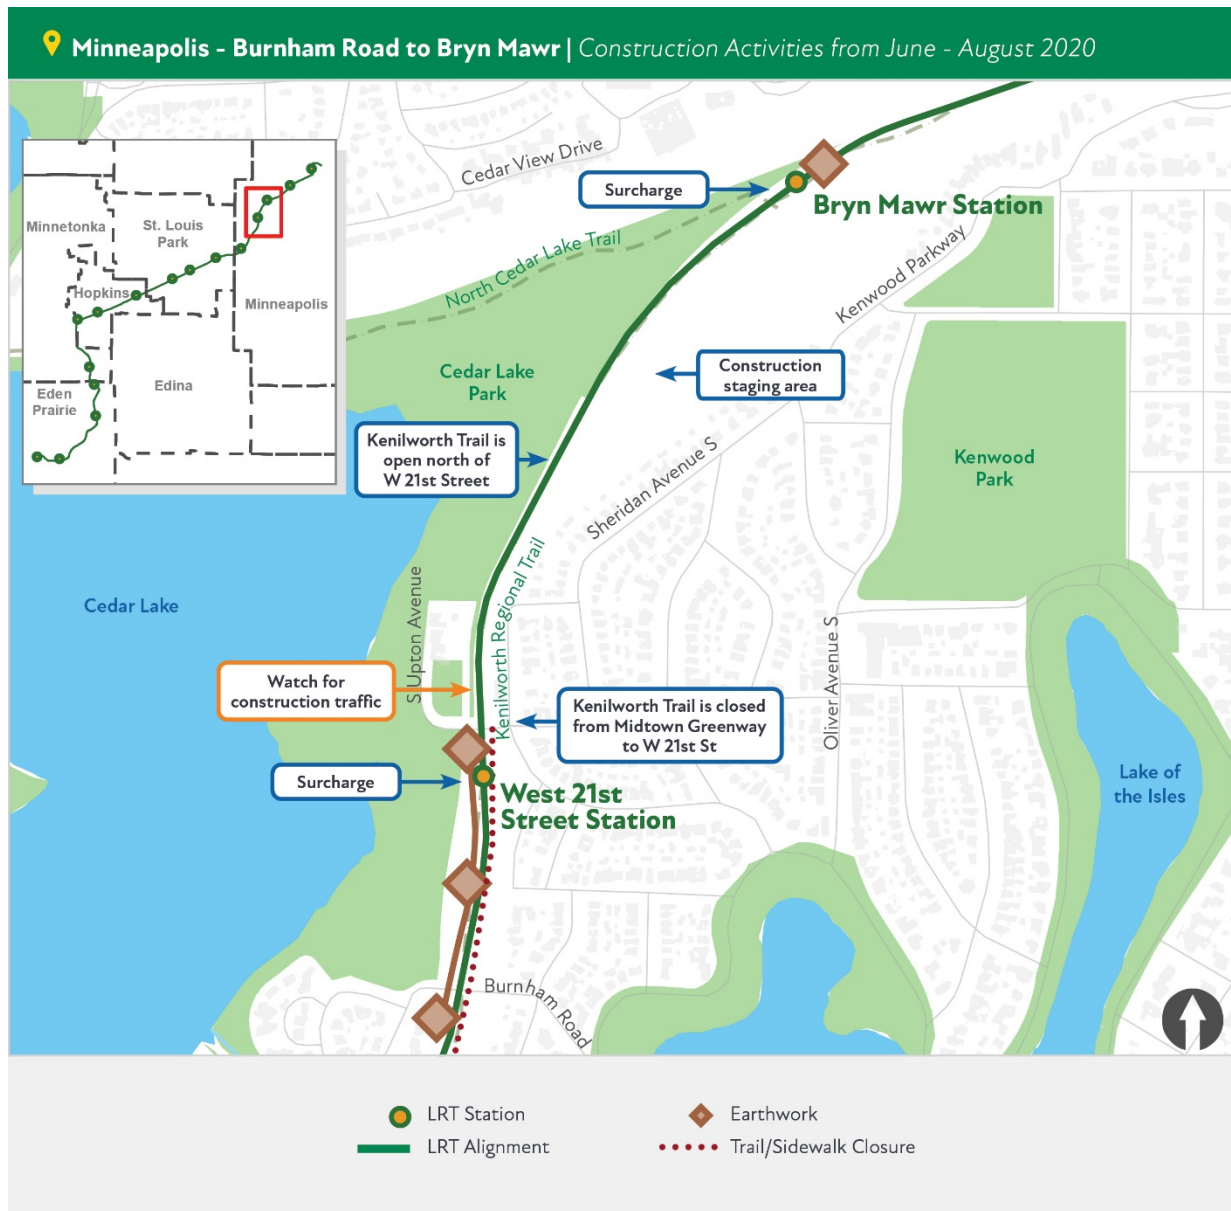 Minneapolis - Burnham Road to Bryn Mawr | Construction Activities from June - August 2020
Cedar View Drive
Surcharge
Bryn Mawr Station
Minnetonka
St. Louis
Park
Hopkins
Minneapolis
Edina
Eden
Prairie
North Cedar Lake Trail
Kenwood Parkway
Cedar Lake
Park
Construction
staging area
Kenilworth Trail is
open north of
W 21st Street
Sheridan Avenue S
Kenwood
Park
Cedar Lake
S Upton Avenue
Kenilworth Regional Trail
Oliver Avenue S
Watch for
construction traffic
Kenilworth Trail is closed
from Midtown Greenway
to W 21st St
Surcharge
West 21st
Street Station
Lake of
the Isles
Burnham Road
LRT Station
Earthwork
LRT Alignment
Trail/Sidewalk Closure